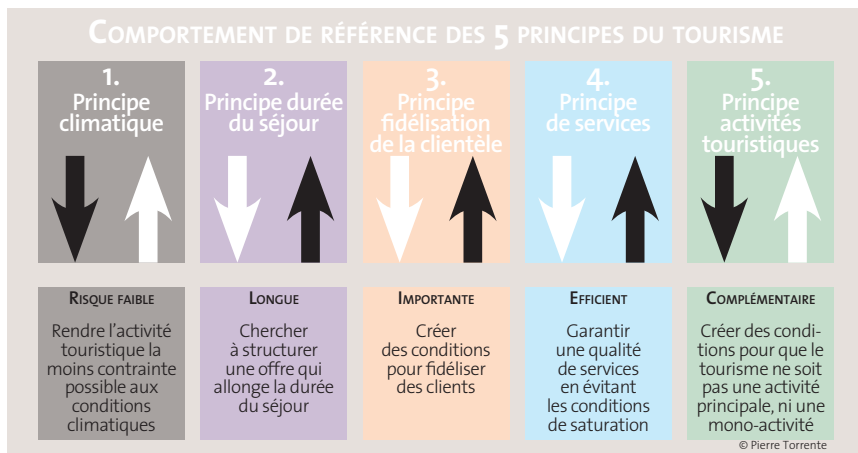 COMPORTEMENT DE RÉFÉRENCE DES 5 PRINCIPES DU TOURISME
1.
Principe
climatique
2.
Principe durée
du séjour
3.
Principe
fidélisation
de la clientèle
4.
Principe
de services
5.
Principe
activités
touristiques
RISQUE FAIBLE
Rendre l’activité
touristique la
moins contrainte
possible aux
conditions
climatiques
LONGUE
Chercher
à structurer
une offre qui
allonge la durée
du séjour
IMPORTANTE
Créer
des conditions
pour fidéliser
des clients
EFFICIENT
Garantir
une qualité
de services
en évitant
les conditions
de saturation
COMPLÉMENTAIRE
Créer des condi-
tions pour que le
tourisme ne soit
pas une activité
principale, ni une
mono-activité
© Pierre Torrente